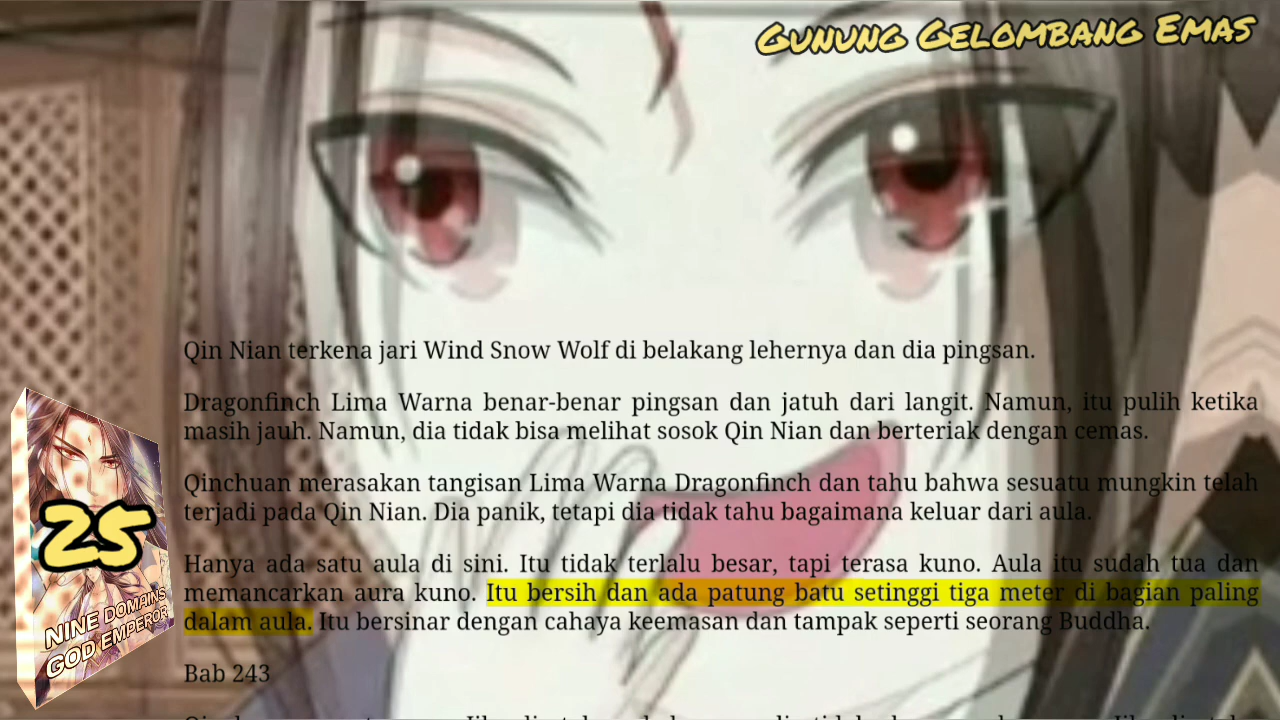 Gunung Gelombang Emas
Qin Nian terkena jari Wind Snow Wolf di belakang lehernya dan dia pingsan.
Dragonfinch Lima Warna benar-benar pingsan dan jatuh dari langit. Namun, itu pulih ketika
masih jauh. Namun, dia tidak bisa melihat sosok Qin Nian dan berteriak dengan cemas.
Qinchuan merasakan tangisan Lima Warna Dragonfinch dan tahu bahwa sesuatu mungkin telah
terjadi pada Qin Nian. Dia panik, tetapi dia tidak tahu bagaimana keluar dari aula.
Hanya ada satu aula di sini. Itu tidak terlalu besar, tapi terasa kuno. Aula itu sudah tua dan
memancarkan aura kuno. Itu bersih dan ada patung batu setinggi tiga meter di bagian paling
dalam aula. Itu bersinar dengan cahaya keemasan dan tampak seperti seorang Buddha.
25
NINE DOMAINS
GOD EMPEROR
Bab 243